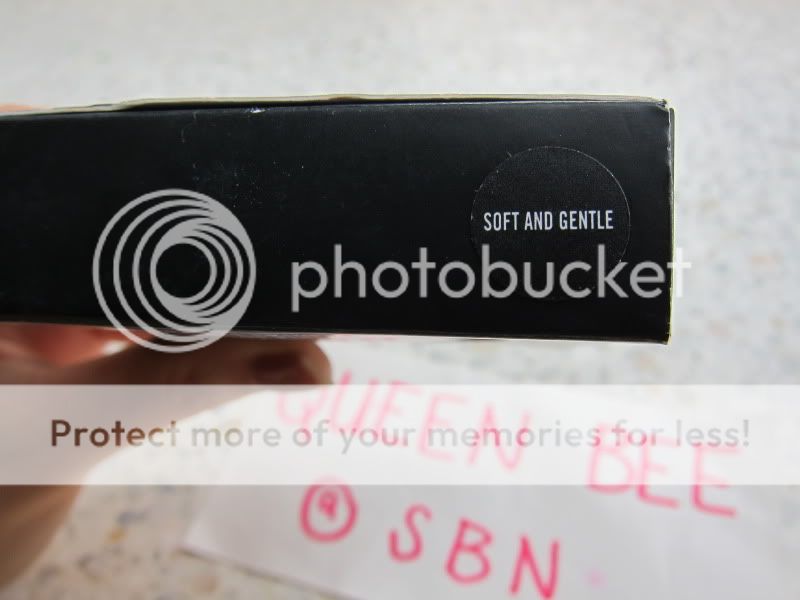 SOFT AND GENTLE
photobucket
Protect more of your memories for less!
QUEEN BEE
@ SBN